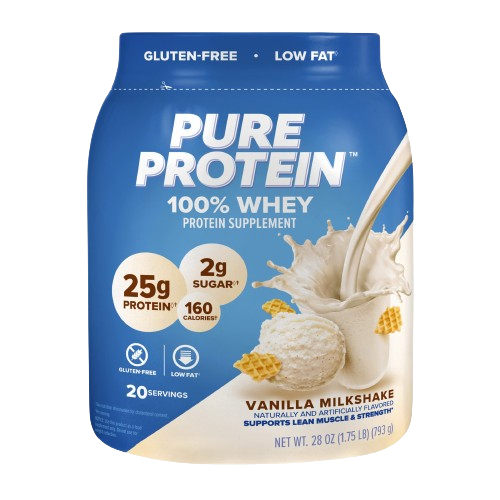 GLUTEN-FREE • LOW FAT◊
PURE
PROTEIN™
100% WHEY
PROTEIN SUPPLEMENT
25g
PROTEIN◊†
2g
SUGAR◊†
160
CALORIES†
GLUTEN-FREE
LOW FAT◊
20 SERVINGS
VANILLA MILKSHAKE
NATURALLY AND ARTIFICIALLY FLAVORED
SUPPORTS LEAN MUSCLE & STRENGTH*
NET WT. 28 OZ (1.75 LB) (793 g)